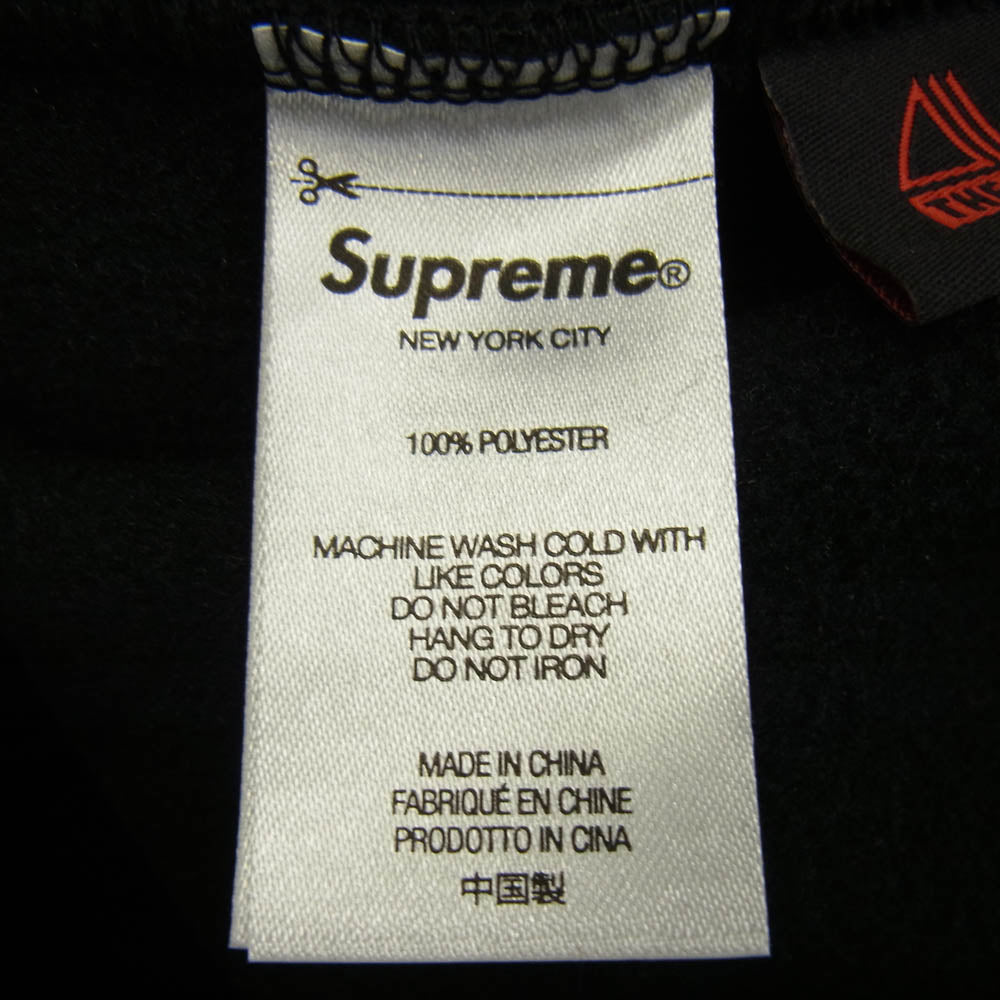 Supreme®
NEW YORK CITY
100% POLYESTER
MACHINE WASH COLD WITH
LIKE COLORS
DO NOT BLEACH
HANG TO DRY
DO NOT IRON
MADE IN CHINA
FABRIQUÉ EN CHINE
PRODOTTO IN CINA
中国製